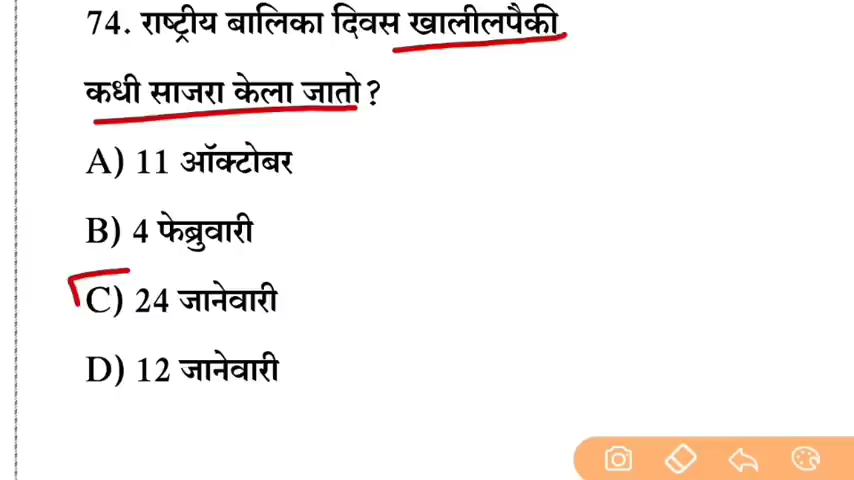 74. राष्ट्रीय बालिका दिवस खालीलपैकी
कधी साजरा केला जातो?
A) 11 ऑक्टोबर
B) 4 फेब्रुवारी
C) 24 जानेवारी
D) 12 जानेवारी